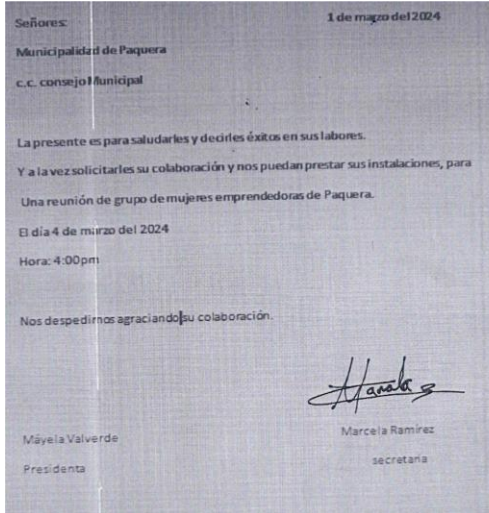 Señores: 1 de marzo del 2024
Municipalidad de Paquera
c.c. consejo Municipal
La presente es para saludarles y decirles éxitos en sus labores.
Y a la vez solicitarles su colaboración y nos puedan prestar sus instalaciones, para
Una reunión de grupo de mujeres emprendedoras de Paquera.
El día 4 de marzo del 2024
Hora: 4:00pm
Nos despedimos agraciando su colaboración.
Mayela Valverde Marcela Ramírez
Presidenta secretaria